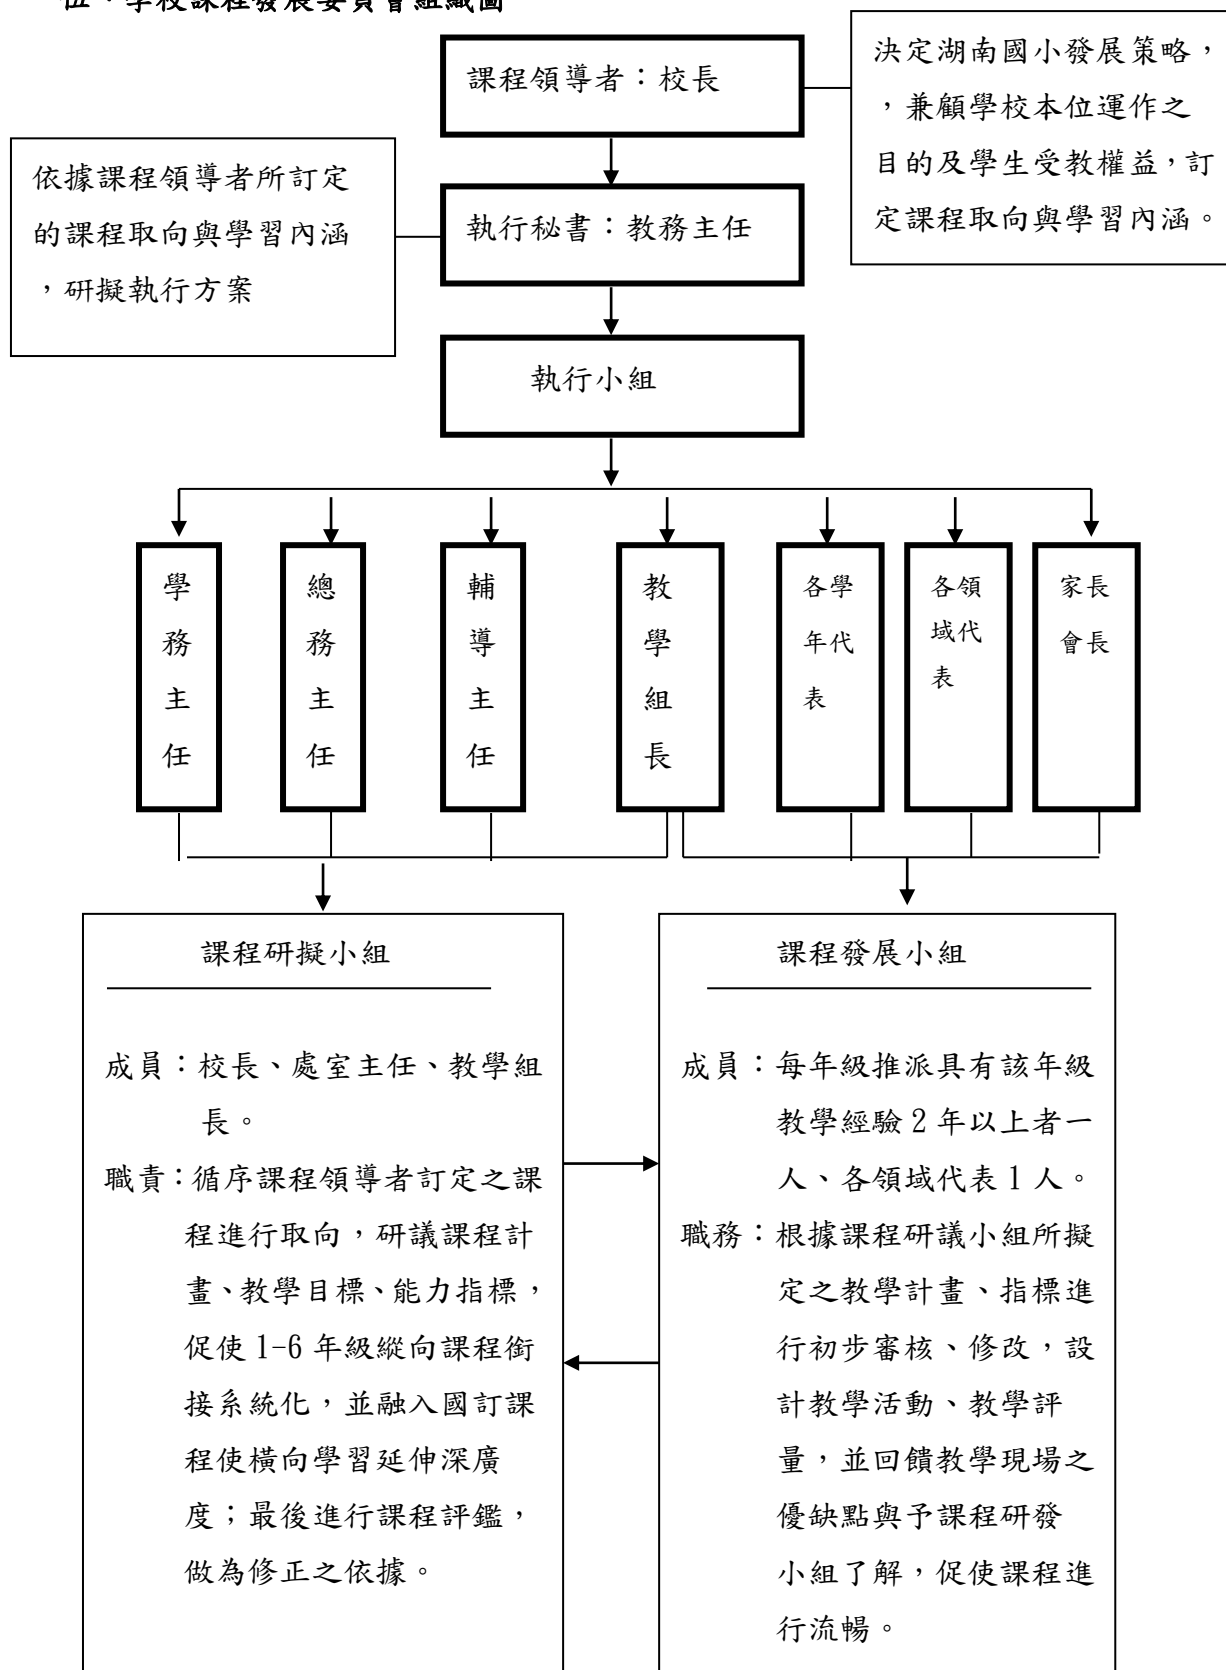 伍、學校課程發展委員會組織圖
課程領導者：校長
決定湖南國小發展策略，
，兼顧學校本位運作之
目的及學生受教權益，訂
定課程取向與學習內涵。
依據課程領導者所訂定
的課程取向與學習內涵
，研擬執行方案
執行秘書：教務主任
執行小組
學務主任
總務主任
輔導主任
教學組長
各學
年代
表
各領
域代
表
家長
會長
課程研擬小組
成員：校長、處室主任、教學組
長。
職責：循序課程領導者訂定之課
程進行取向，研議課程計
畫、教學目標、能力指標，
促使 1-6 年級縱向課程銜
接系統化，並融入國訂課
程使橫向學習延伸深廣
度；最後進行課程評鑑，
做為修正之依據。
課程發展小組
成員：每年級推派具有該年級
教學經驗 2 年以上者一
人、各領域代表 1 人。
職務：根據課程研議小組所擬
定之教學計畫、指標進
行初步審核、修改，設
計教學活動、教學評
量，並回饋教學現場之
優缺點與予課程研發
小組了解，促使課程進
行流暢。